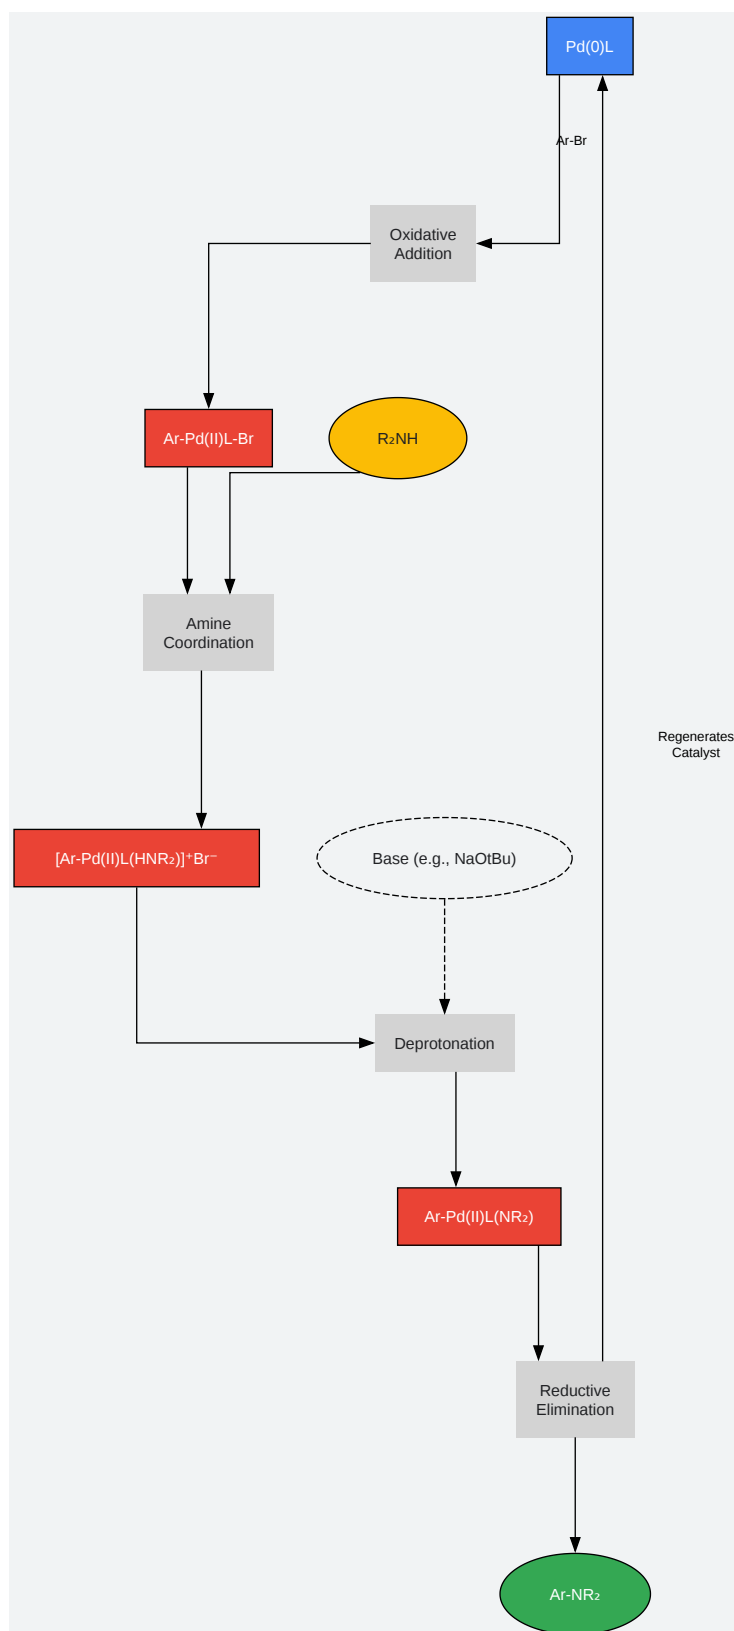 Pd(0)L
Ar-Br
Oxidative
Addition
Ar-Pd(II)L-Br
R₂NH
Amine
Coordination
Regenerates
Catalyst
[Ar-Pd(II)L(HNR₂)]⁺Br⁻
Base (e.g., NaOtBu)
Deprotonation
Ar-Pd(II)L(NR₂)
Reductive
Elimination
Ar-NR₂